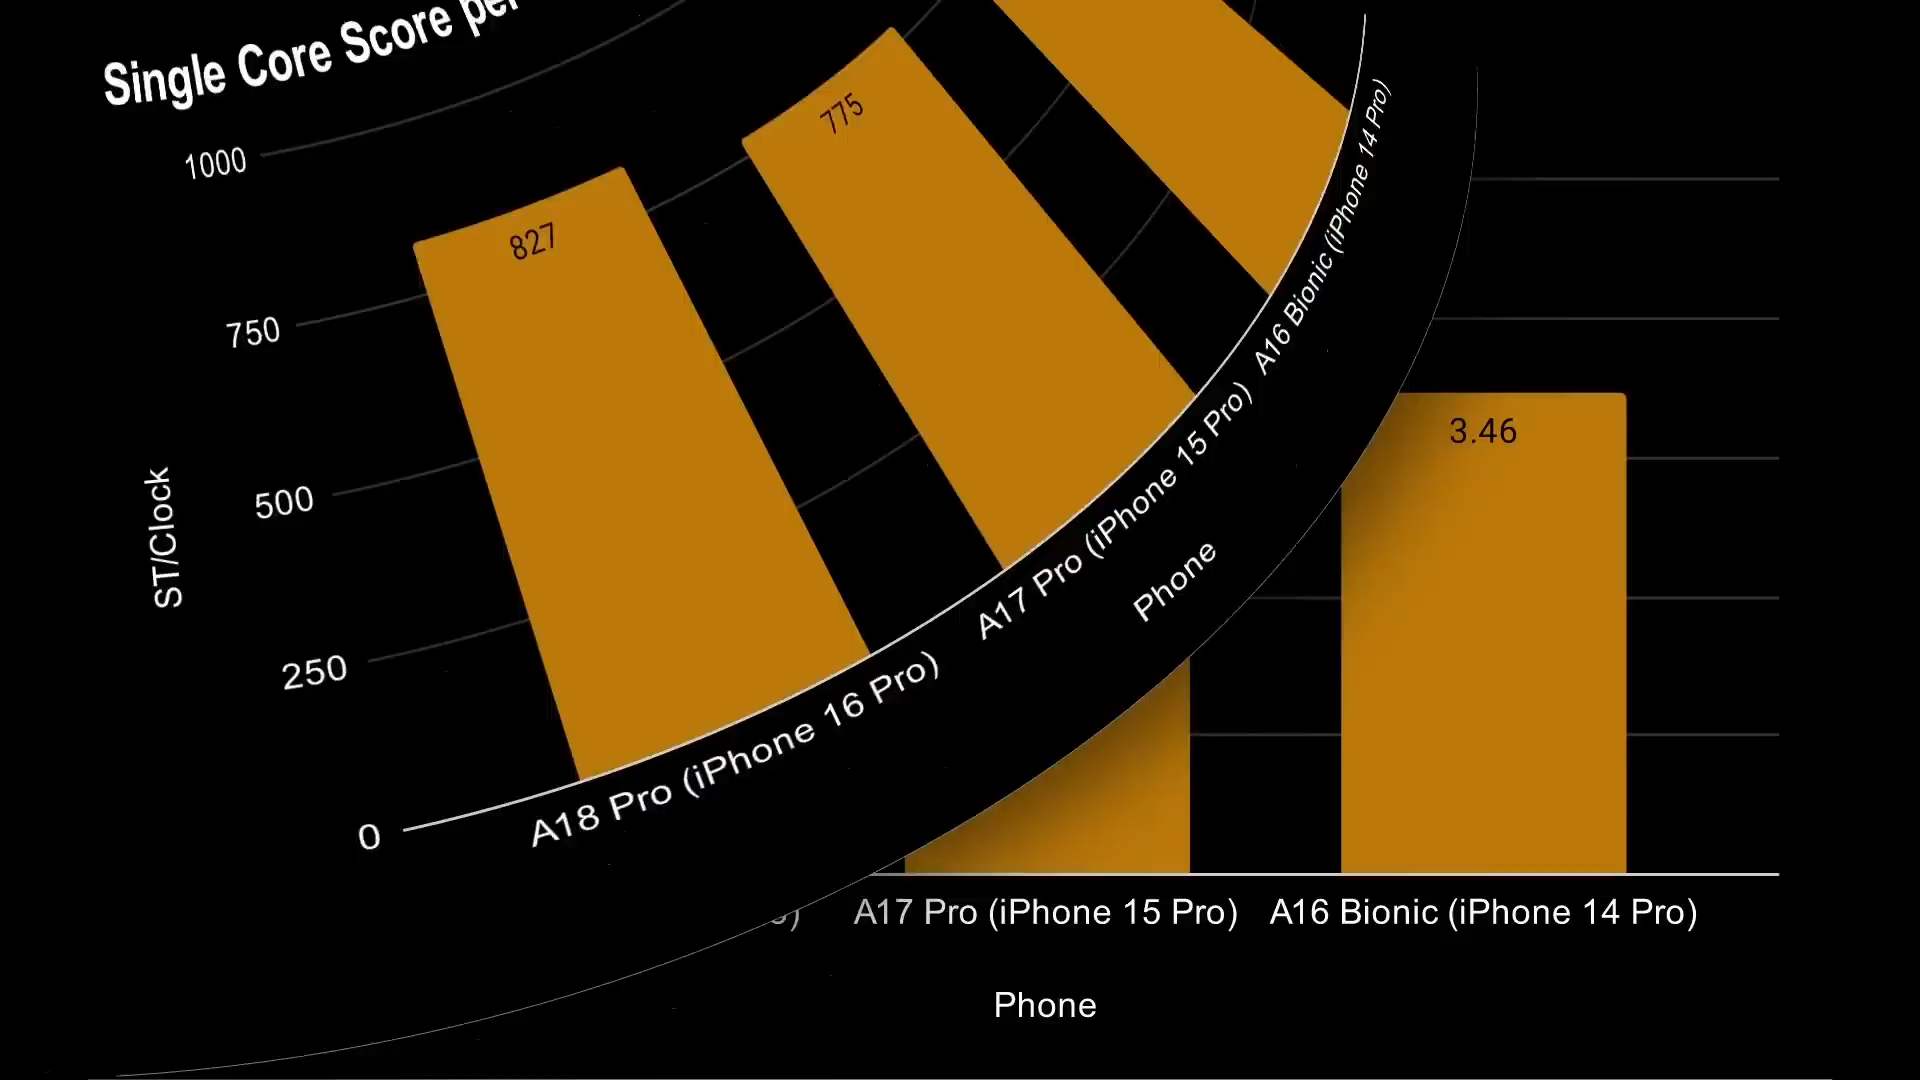 Single Core Score per
1000
750
500
250
0
ST/Clock
827
775
A18 Pro (iPhone 16 Pro)
A17 Pro (iPhone 15 Pro)
A16 Bionic (iPhone 14 Pro)
Phone
3.46
A17 Pro (iPhone 15 Pro)
A16 Bionic (iPhone 14 Pro)
Phone